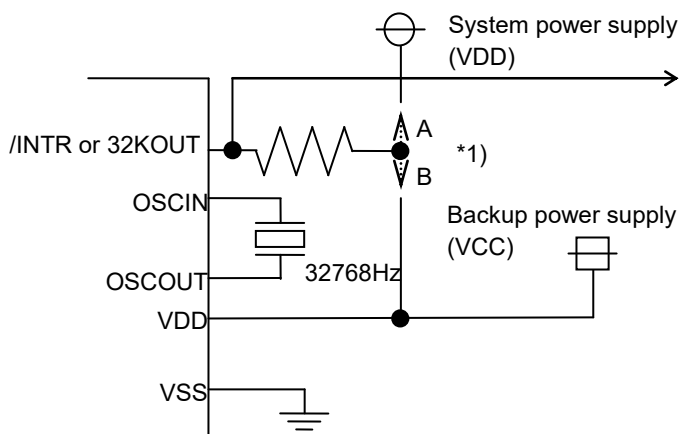 System power supply
(VDD)
A
/INTR or 32KOUT
*1)
B
OSCIN
Backup power supply
(VCC)
32768Hz
OSCOUT
VDD
VSS